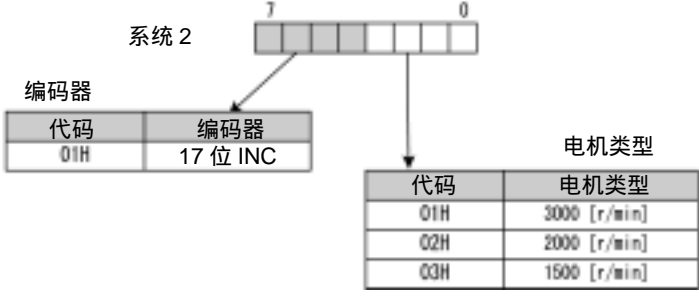 7 0
系统 2
编码器
代码 编码器
01H 17 位 INC
电机类型
代码 电机类型
01H 3000 [r/min]
02H 2000 [r/min]
03H 1500 [r/min]